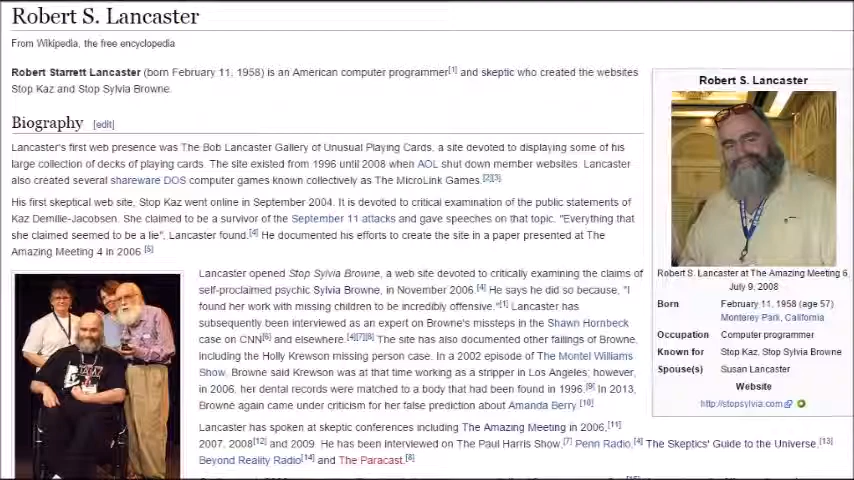 Robert S. Lancaster
From Wikipedia, the free encyclopedia
Robert Starrett Lancaster (born February 11, 1958) is an American computer programmer[1] and skeptic who created the websites
Stop Kaz and Stop Sylvia Browne.
Biography [edit]
Lancaster's first web presence was The Bob Lancaster Gallery of Unusual Playing Cards, a site devoted to displaying some of his
large collection of decks of playing cards. The site existed from 1996 until 2008 when AOL shut down member websites. Lancaster
also created several shareware DOS computer games known collectively as The MicroLink Games.[2][3]
His first skeptical web site, Stop Kaz went online in September 2004. It is devoted to critical examination of the public statements of
Kaz Demille-Jacobsen. She claimed to be a survivor of the September 11 attacks and gave speeches on that topic. "Everything that
she claimed seemed to be a lie", Lancaster found.[4] He documented his efforts to create the site in a paper presented at The
Amazing Meeting 4 in 2006.[5]
Lancaster opened Stop Sylvia Browne, a web site devoted to critically examining the claims of
self-proclaimed psychic Sylvia Browne, in November 2006.[4] He says he did so because, "I
found her work with missing children to be incredibly offensive."[1] Lancaster has
subsequently been interviewed as an expert on Browne's missteps in the Shawn Hornbeck
case on CNN[6] and elsewhere.[4][7][8] The site has also documented other failings of Browne,
including the Holly Krewson missing person case. In a 2002 episode of The Montel Williams
Show, Browne said Krewson was at that time working as a stripper in Los Angeles; however,
in 2006, her dental records were matched to a body that had been found in 1996.[9] In 2013,
Browne again came under criticism for her false prediction about Amanda Berry.[10]
Lancaster has spoken at skeptic conferences including The Amazing Meeting in 2006,[11]
2007, 2008[12] and 2009. He has been interviewed on The Paul Harris Show,[7] Penn Radio,[4] The Skeptics' Guide to the Universe,[13]
Beyond Reality Radio[14] and The Paracast.[8]
Robert S. Lancaster
Robert S. Lancaster at The Amazing Meeting 6,
July 9, 2008
Born February 11, 1958 (age 57)
Monterey Park, California
Occupation Computer programmer
Known for Stop Kaz, Stop Sylvia Browne
Spouse(s) Susan Lancaster
Website
http://stopsylvia.com